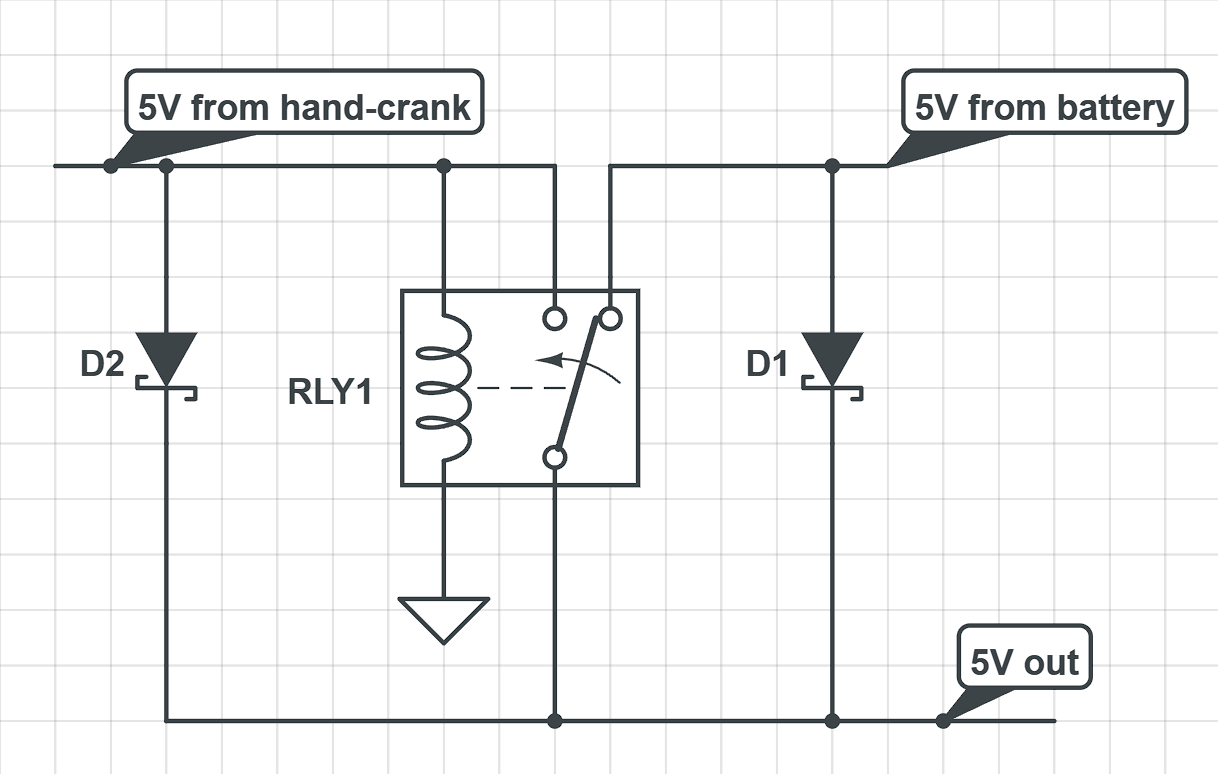 5V from hand-crank
5V from battery
D2
RLY1
D1
5V out